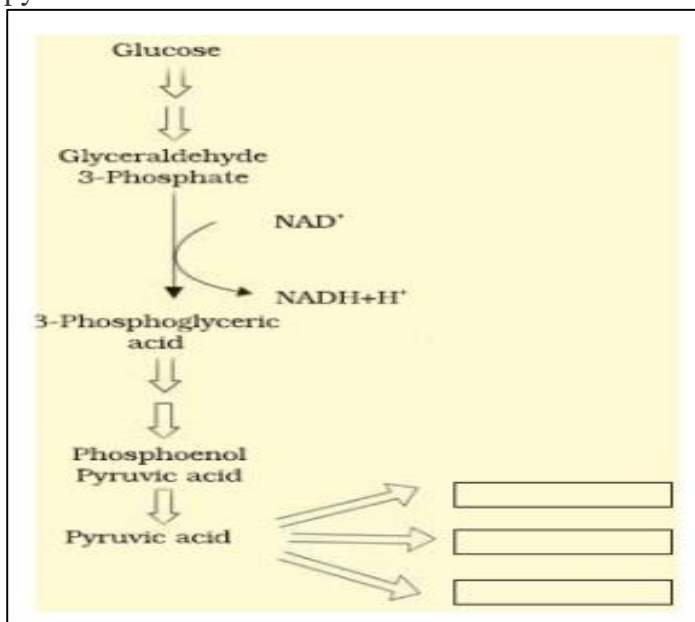 Glucose
Glyceraldehyde
3-Phosphate
NAD⁺
NADH+H⁺
3-Phosphoglyceric
acid
Phosphoenol
Pyruvic acid
Pyruvic acid